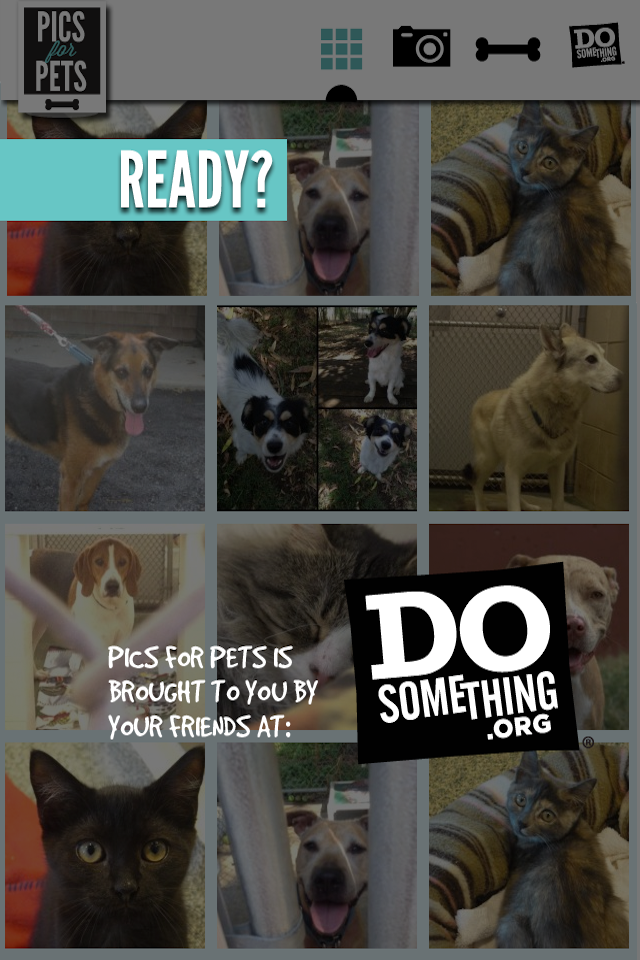 PICS
for
PETS
DO
SOMETHING
.ORG
READY?
PICS FOR PETS IS
BROUGHT TO YOU BY
YOUR FRIENDS AT:
DO
SOMETHING
.ORG
®